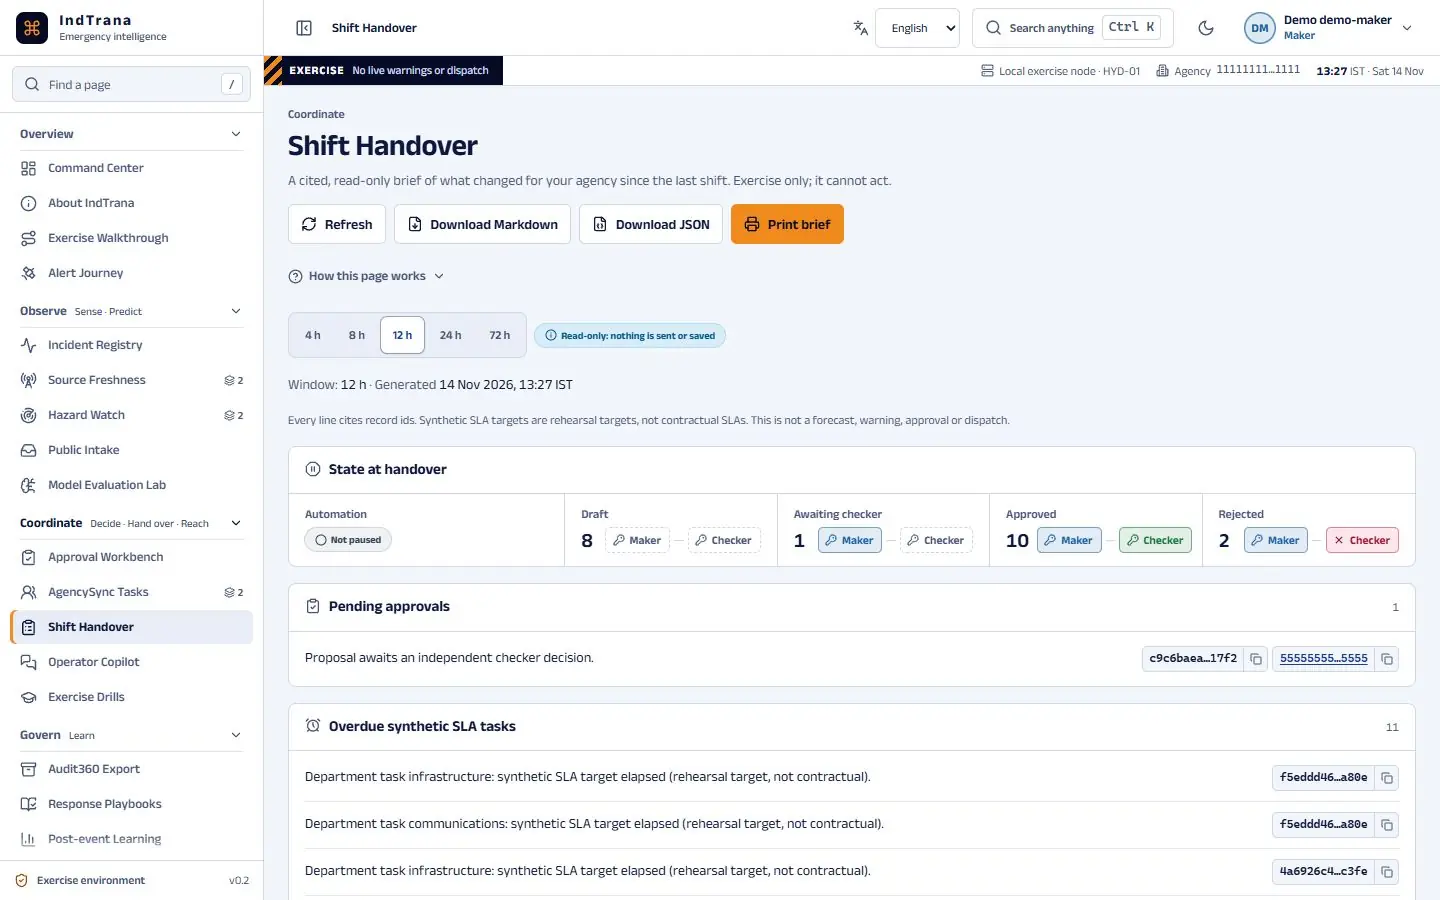 IndTrana
Emergency intelligence
Shift Handover
English
Search anything Ctrl K
DM
Demo demo-maker
Maker
Find a page /
EXERCISE No live warnings or dispatch
Local exercise node · HYD-01
Agency 11111111…1111
13:27 IST · Sat 14 Nov
Overview
Command Center
About IndTrana
Exercise Walkthrough
Alert Journey
Observe Sense · Predict
Incident Registry
Source Freshness 2
Hazard Watch 2
Public Intake
Model Evaluation Lab
Coordinate Decide · Hand over · Reach
Approval Workbench
AgencySync Tasks 2
Shift Handover
Operator Copilot
Exercise Drills
Govern Learn
Audit360 Export
Response Playbooks
Post-event Learning
Exercise environment v0.2
Coordinate
Shift Handover
A cited, read-only brief of what changed for your agency since the last shift. Exercise only; it cannot act.
Refresh
Download Markdown
Download JSON
Print brief
How this page works
4 h 8 h 12 h 24 h 72 h
Read-only: nothing is sent or saved
Window: 12 h · Generated 14 Nov 2026, 13:27 IST
Every line cites record ids. Synthetic SLA targets are rehearsal targets, not contractual SLAs. This is not a forecast, warning, approval or dispatch.
State at handover
Automation
Not paused
Draft
8 Maker Checker
Awaiting checker
1 Maker Checker
Approved
10 Maker Checker
Rejected
2 Maker Checker
Pending approvals 1
Proposal awaits an independent checker decision. c9c6baea…17f2 55555555…5555
Overdue synthetic SLA tasks 11
Department task infrastructure: synthetic SLA target elapsed (rehearsal target, not contractual). f5eddd46…a80e
Department task communications: synthetic SLA target elapsed (rehearsal target, not contractual). f5eddd46…a80e
Department task infrastructure: synthetic SLA target elapsed (rehearsal target, not contractual). 4a6926c4…c3fe